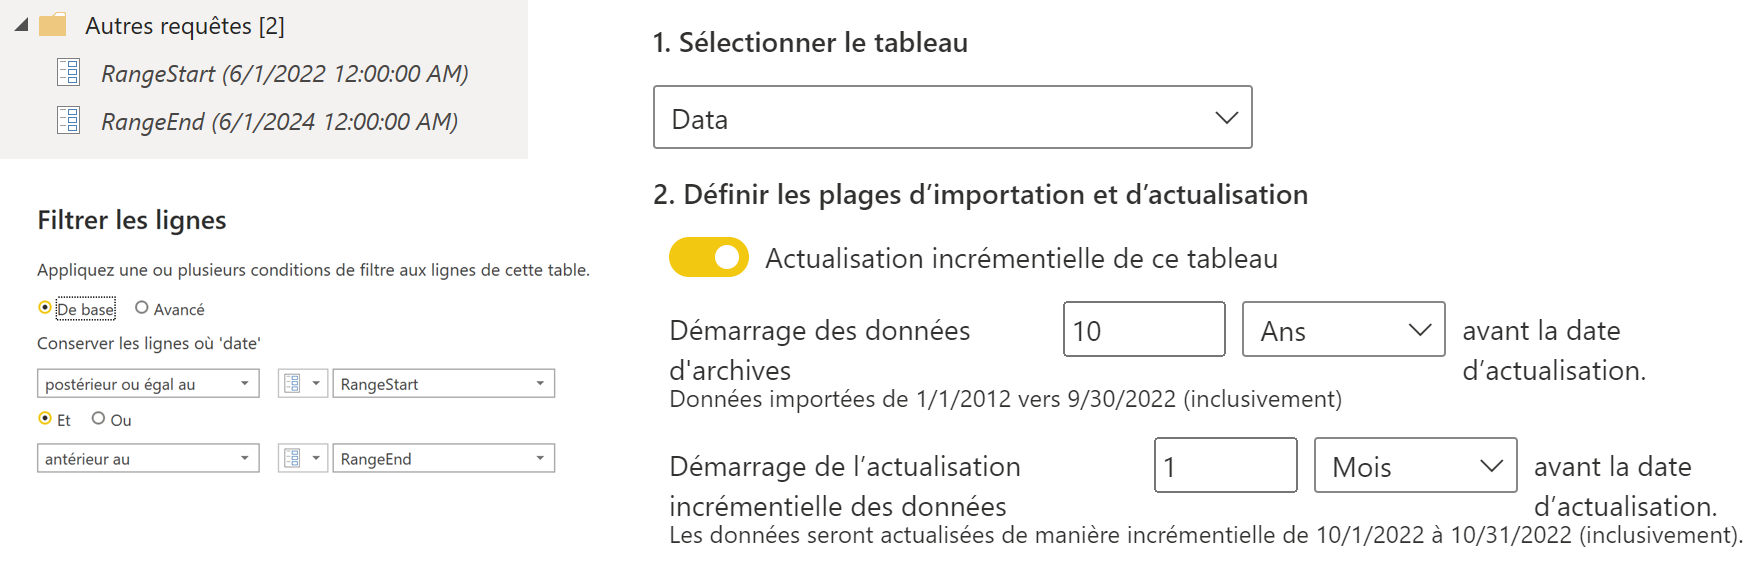 Autres requêtes [2]
RangeStart (6/1/2022 12:00:00 AM)
RangeEnd (6/1/2024 12:00:00 AM)
Filtrer les lignes
Appliquez une ou plusieurs conditions de filtre aux lignes de cette table.
De base Avancé
Conserver les lignes où 'date'
postérieur ou égal au RangeStart
Et Ou
antérieur au RangeEnd
1. Sélectionner le tableau
Data
2. Définir les plages d’importation et d’actualisation
Actualisation incrémentielle de ce tableau
Démarrage des données 10 Ans avant la date
d'archives d’actualisation.
Données importées de 1/1/2012 vers 9/30/2022 (inclusivement)
Démarrage de l’actualisation 1 Mois avant la date
incrémentielle des données d’actualisation.
Les données seront actualisées de manière incrémentielle de 10/1/2022 à 10/31/2022 (inclusivement).